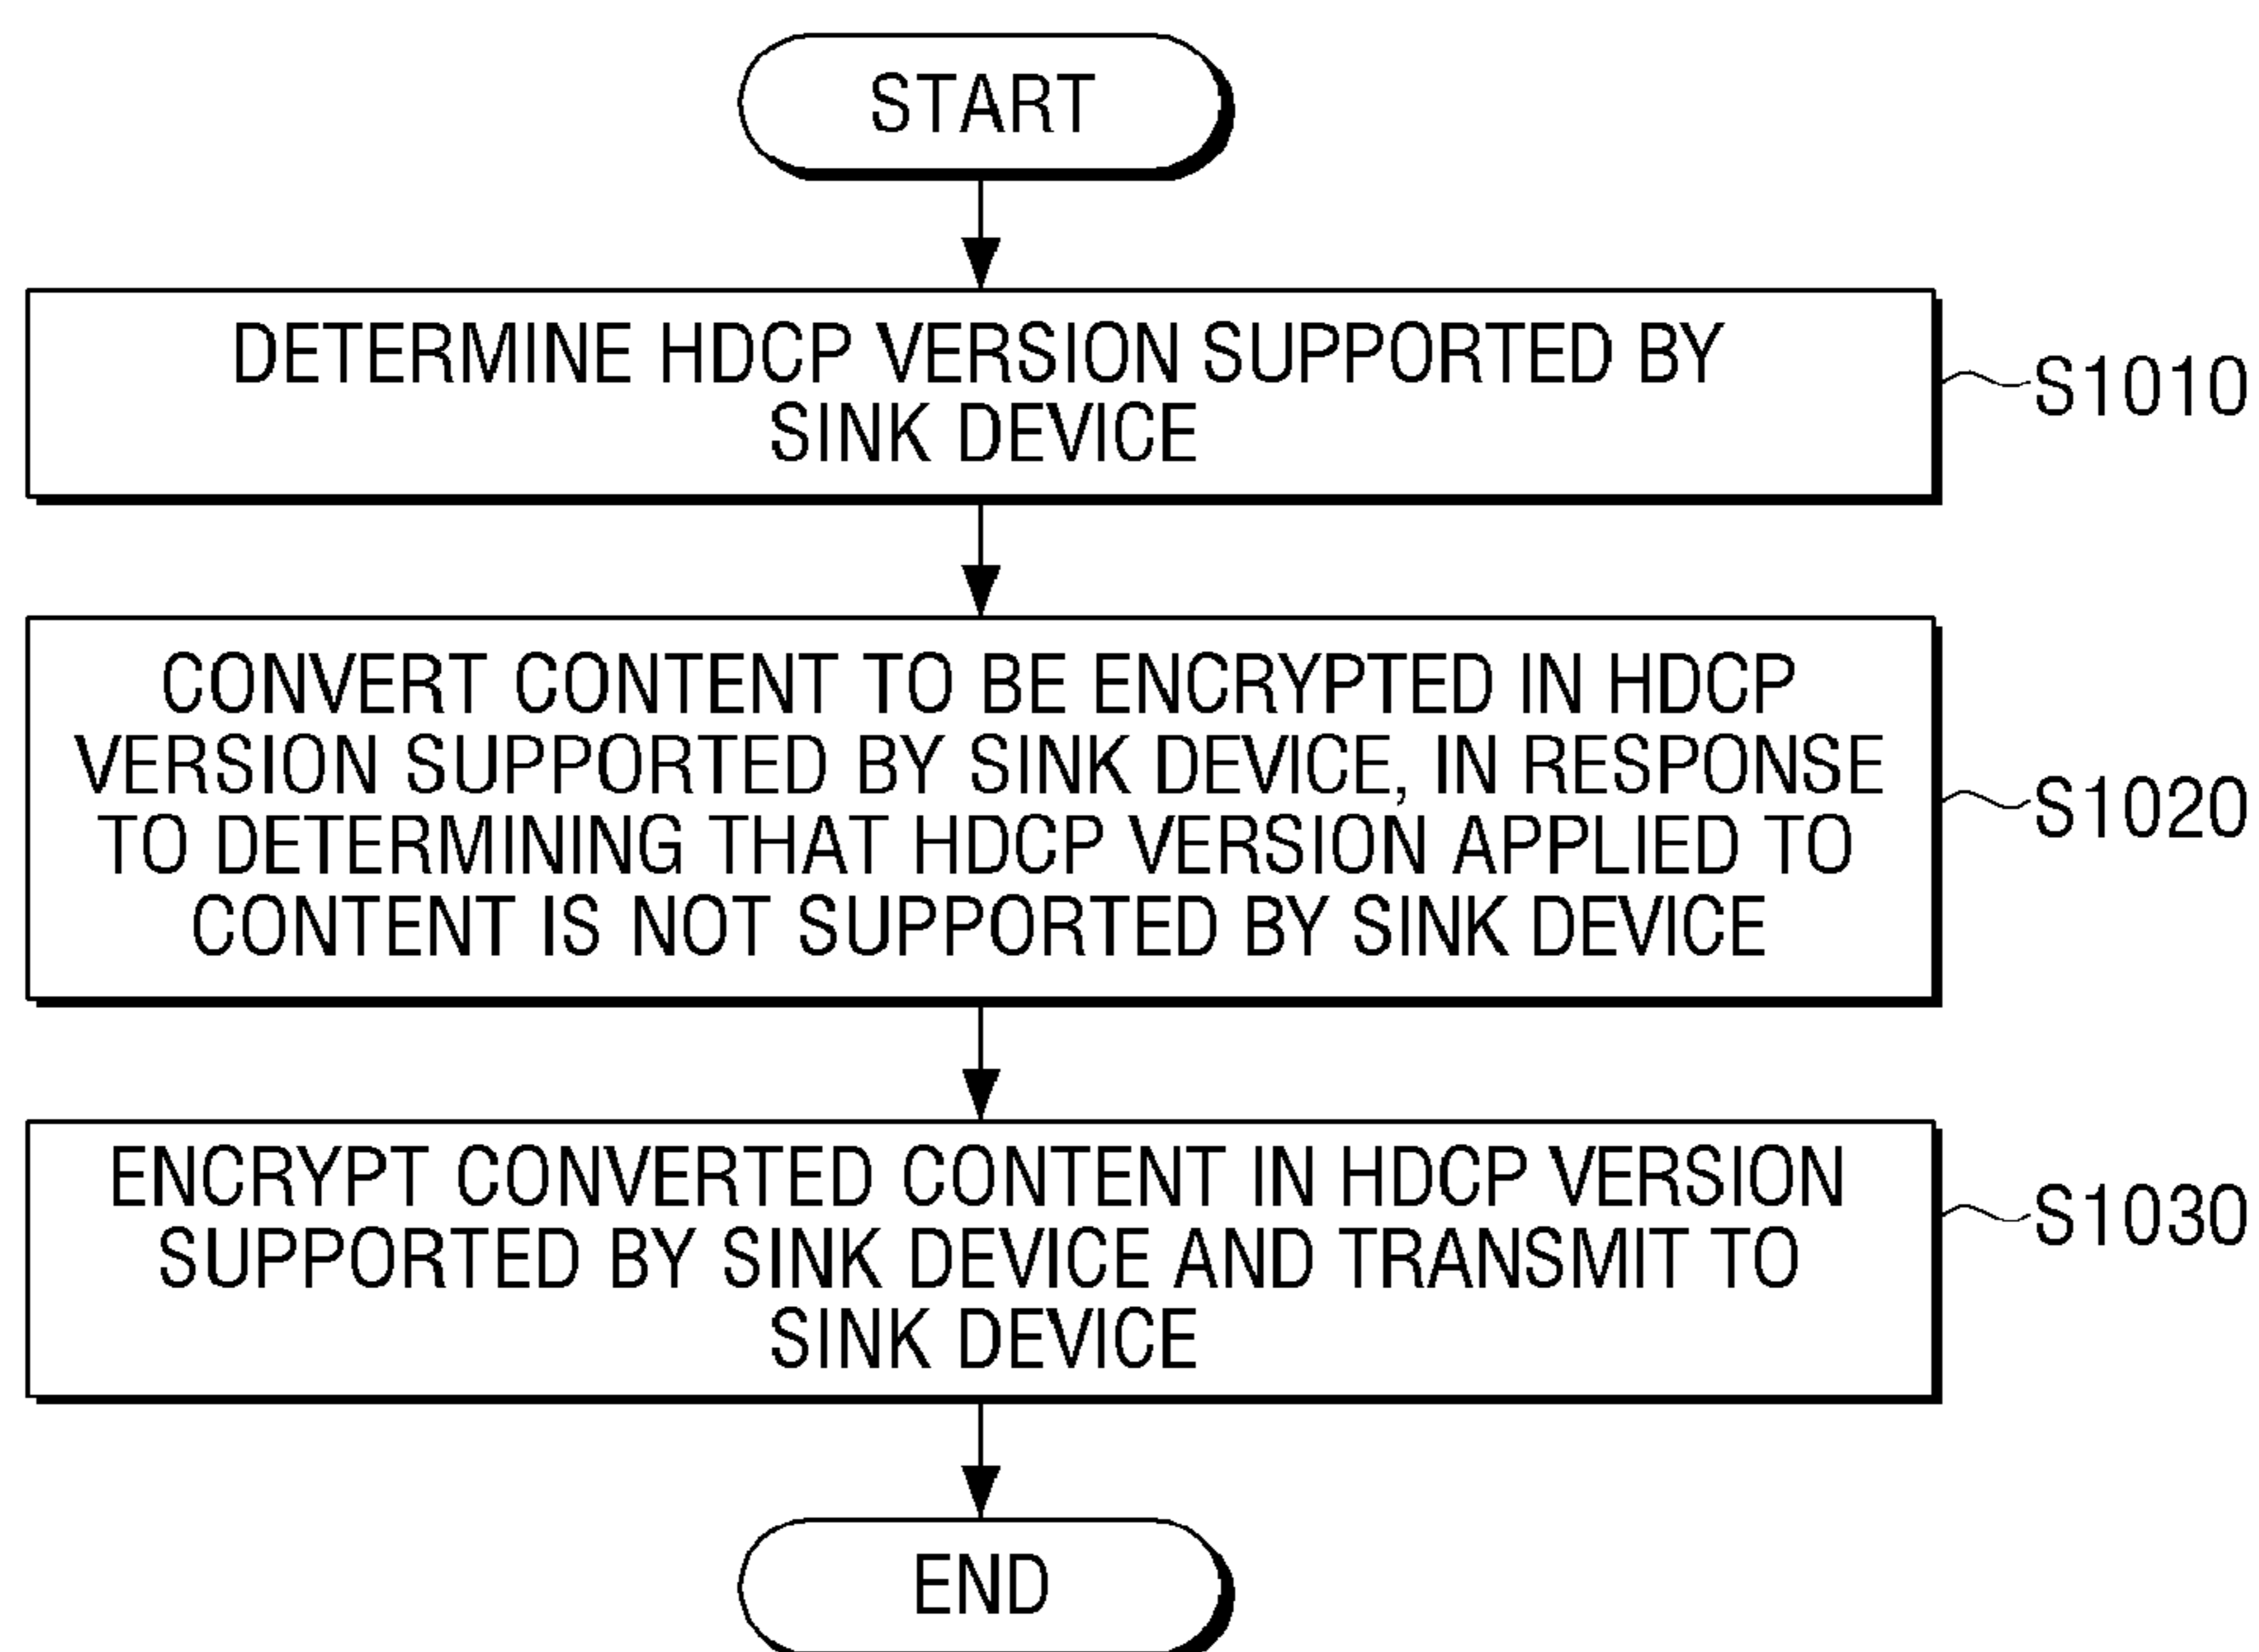 START
DETERMINE HDCP VERSION SUPPORTED BY
SINK DEVICE
S1010
CONVERT CONTENT TO BE ENCRYPTED IN HDCP
VERSION SUPPORTED BY SINK DEVICE, IN RESPONSE
TO DETERMINING THAT HDCP VERSION APPLIED TO
CONTENT IS NOT SUPPORTED BY SINK DEVICE
S1020
ENCRYPT CONVERTED CONTENT IN HDCP VERSION
SUPPORTED BY SINK DEVICE AND TRANSMIT TO
SINK DEVICE
S1030
END